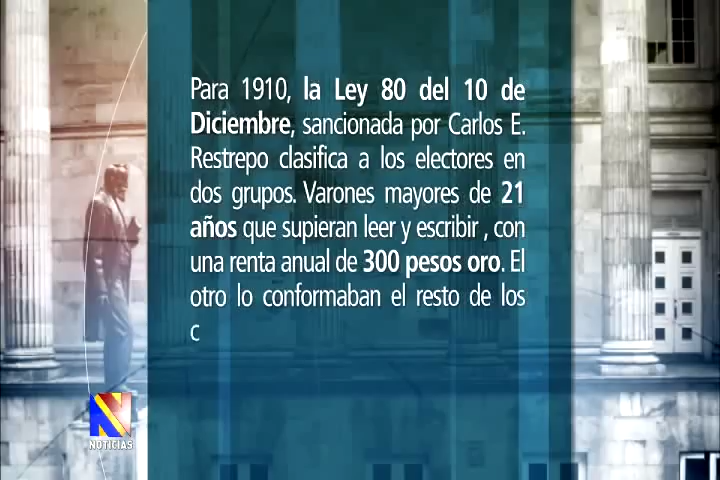 Para 1910, la Ley 80 del 10 de
Diciembre, sancionada por Carlos E.
Restrepo clasifica a los electores en
dos grupos. Varones mayores de 21
años que supieran leer y escribir , con
una renta anual de 300 pesos oro. El
otro lo conformaban el resto de los
c
N
NOTICIAS